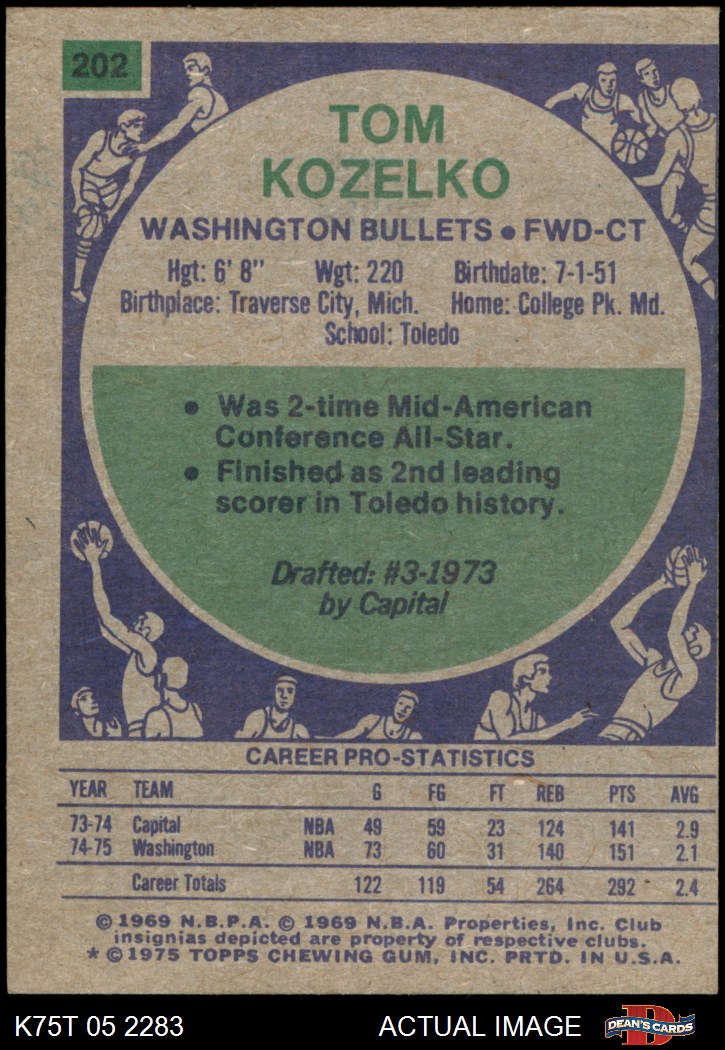 202
TOM
KOZELKO
WASHINGTON BULLETS • FWD-CT
Hgt: 6' 8" Wgt: 220 Birthdate: 7-1-51
Birthplace: Traverse City, Mich. Home: College Pk. Md.
School: Toledo
• Was 2-time Mid-American
Conference All-Star.
• Finished as 2nd leading
scorer in Toledo history.
Drafted: #3-1973
by Capital
CAREER PRO-STATISTICS
YEAR TEAM G FG FT REB PTS AVG
73-74 Capital NBA 49 59 23 124 141 2.9
74-75 Washington NBA 73 60 31 140 151 2.1
Career Totals 122 119 54 264 292 2.4
© 1969 N.B.P.A. © 1969 N.B.A. Properties, Inc. Club
insignias depicted are property of respective clubs.
* © 1975 TOPPS CHEWING GUM, INC. PRTD. IN U.S.A.
K75T 05 2283 ACTUAL IMAGE DEAN'S CARDS